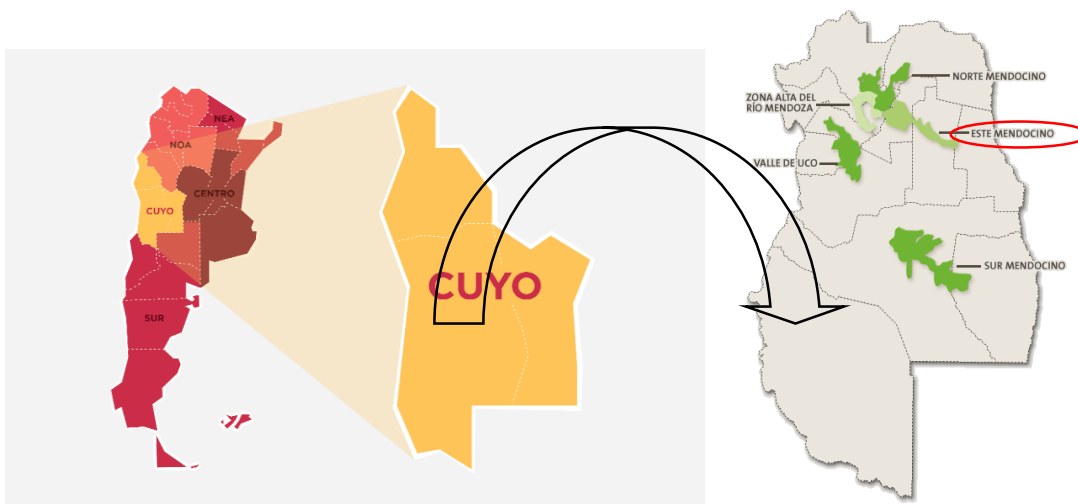 NEA
NOA
CENTRO
CUYO
SUR
CUYO
NORTE MENDOCINO
ZONA ALTA DEL
RÍO MENDOZA
ESTE MENDOCINO
VALLE DE UCO
SUR MENDOCINO